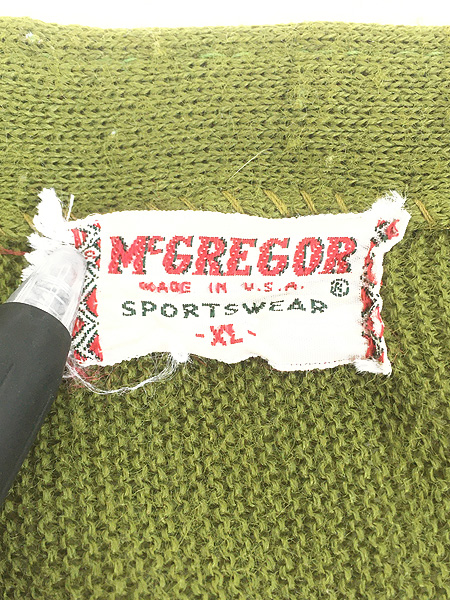 McGREGOR
MADE IN U.S.A. ®
SPORTSWEAR
-XL-